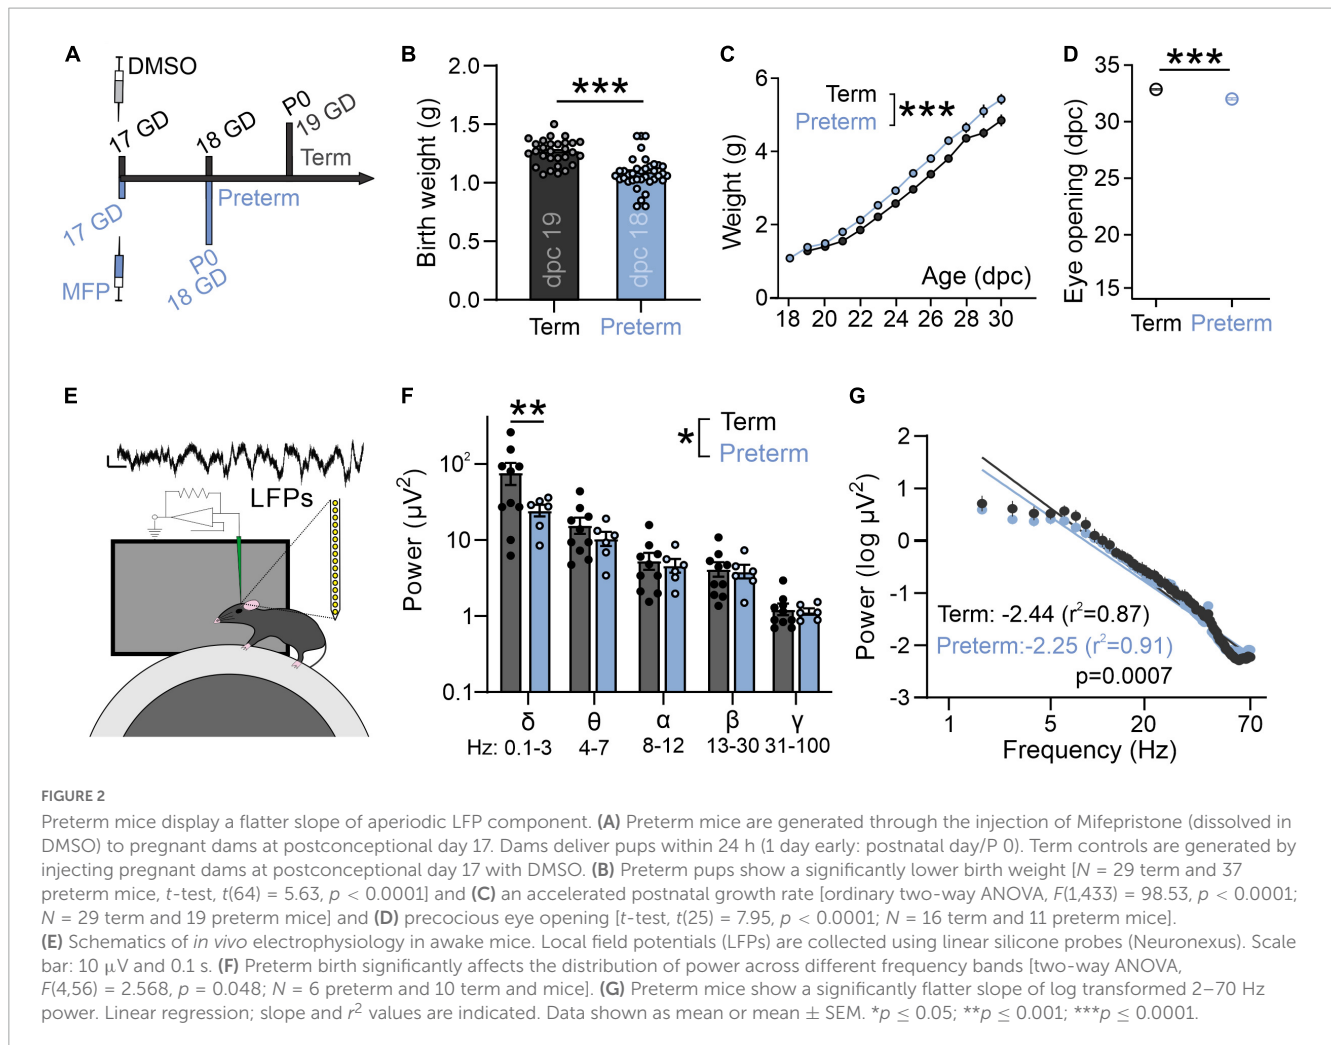 A
DMSO
17 GD
18 GD
P0
19 GD
Term
Preterm
17 GD
P0
18 GD
MFP
B
Birth weight (g)
2.0
1.5
1.0
0.5
0.0
***
dpc 19
dpc 18
Term
Preterm
C
Weight (g)
6
4
2
0
Term
Preterm
***
Age (dpc)
18 20 22 24 26 28 30
D
Eye opening (dpc)
35
33
25
20
15
***
Term Preterm
E
LFPs
F
Power (μV²)
10²
10
1
0.1
**
*
Term
Preterm
δ θ α β γ
Hz: 0.1-3 4-7 8-12 13-30 31-100
G
Power (log μV²)
2
1
0
-1
-2
-3
Term: -2.44 (r²=0.87)
Preterm:-2.25 (r²=0.91)
p=0.0007
1 5 20 70
Frequency (Hz)
FIGURE 2
Preterm mice display a flatter slope of aperiodic LFP component. (A) Preterm mice are generated through the injection of Mifepristone (dissolved in
DMSO) to pregnant dams at postconceptional day 17. Dams deliver pups within 24 h (1 day early: postnatal day/P 0). Term controls are generated by
injecting pregnant dams at postconceptional day 17 with DMSO. (B) Preterm pups show a significantly lower birth weight [N = 29 term and 37
preterm mice, t-test, t(64) = 5.63, p < 0.0001] and (C) an accelerated postnatal growth rate [ordinary two-way ANOVA, F(1,433) = 98.53, p < 0.0001;
N = 29 term and 19 preterm mice] and (D) precocious eye opening [t-test, t(25) = 7.95, p < 0.0001; N = 16 term and 11 preterm mice].
(E) Schematics of in vivo electrophysiology in awake mice. Local field potentials (LFPs) are collected using linear silicone probes (Neuronexus). Scale
bar: 10 μV and 0.1 s. (F) Preterm birth significantly affects the distribution of power across different frequency bands [two-way ANOVA,
F(4,56) = 2.568, p = 0.048; N = 6 preterm and 10 term and mice]. (G) Preterm mice show a significantly flatter slope of log transformed 2–70 Hz
power. Linear regression; slope and r² values are indicated. Data shown as mean or mean ± SEM. *p ≤ 0.05; **p ≤ 0.001; ***p ≤ 0.0001.